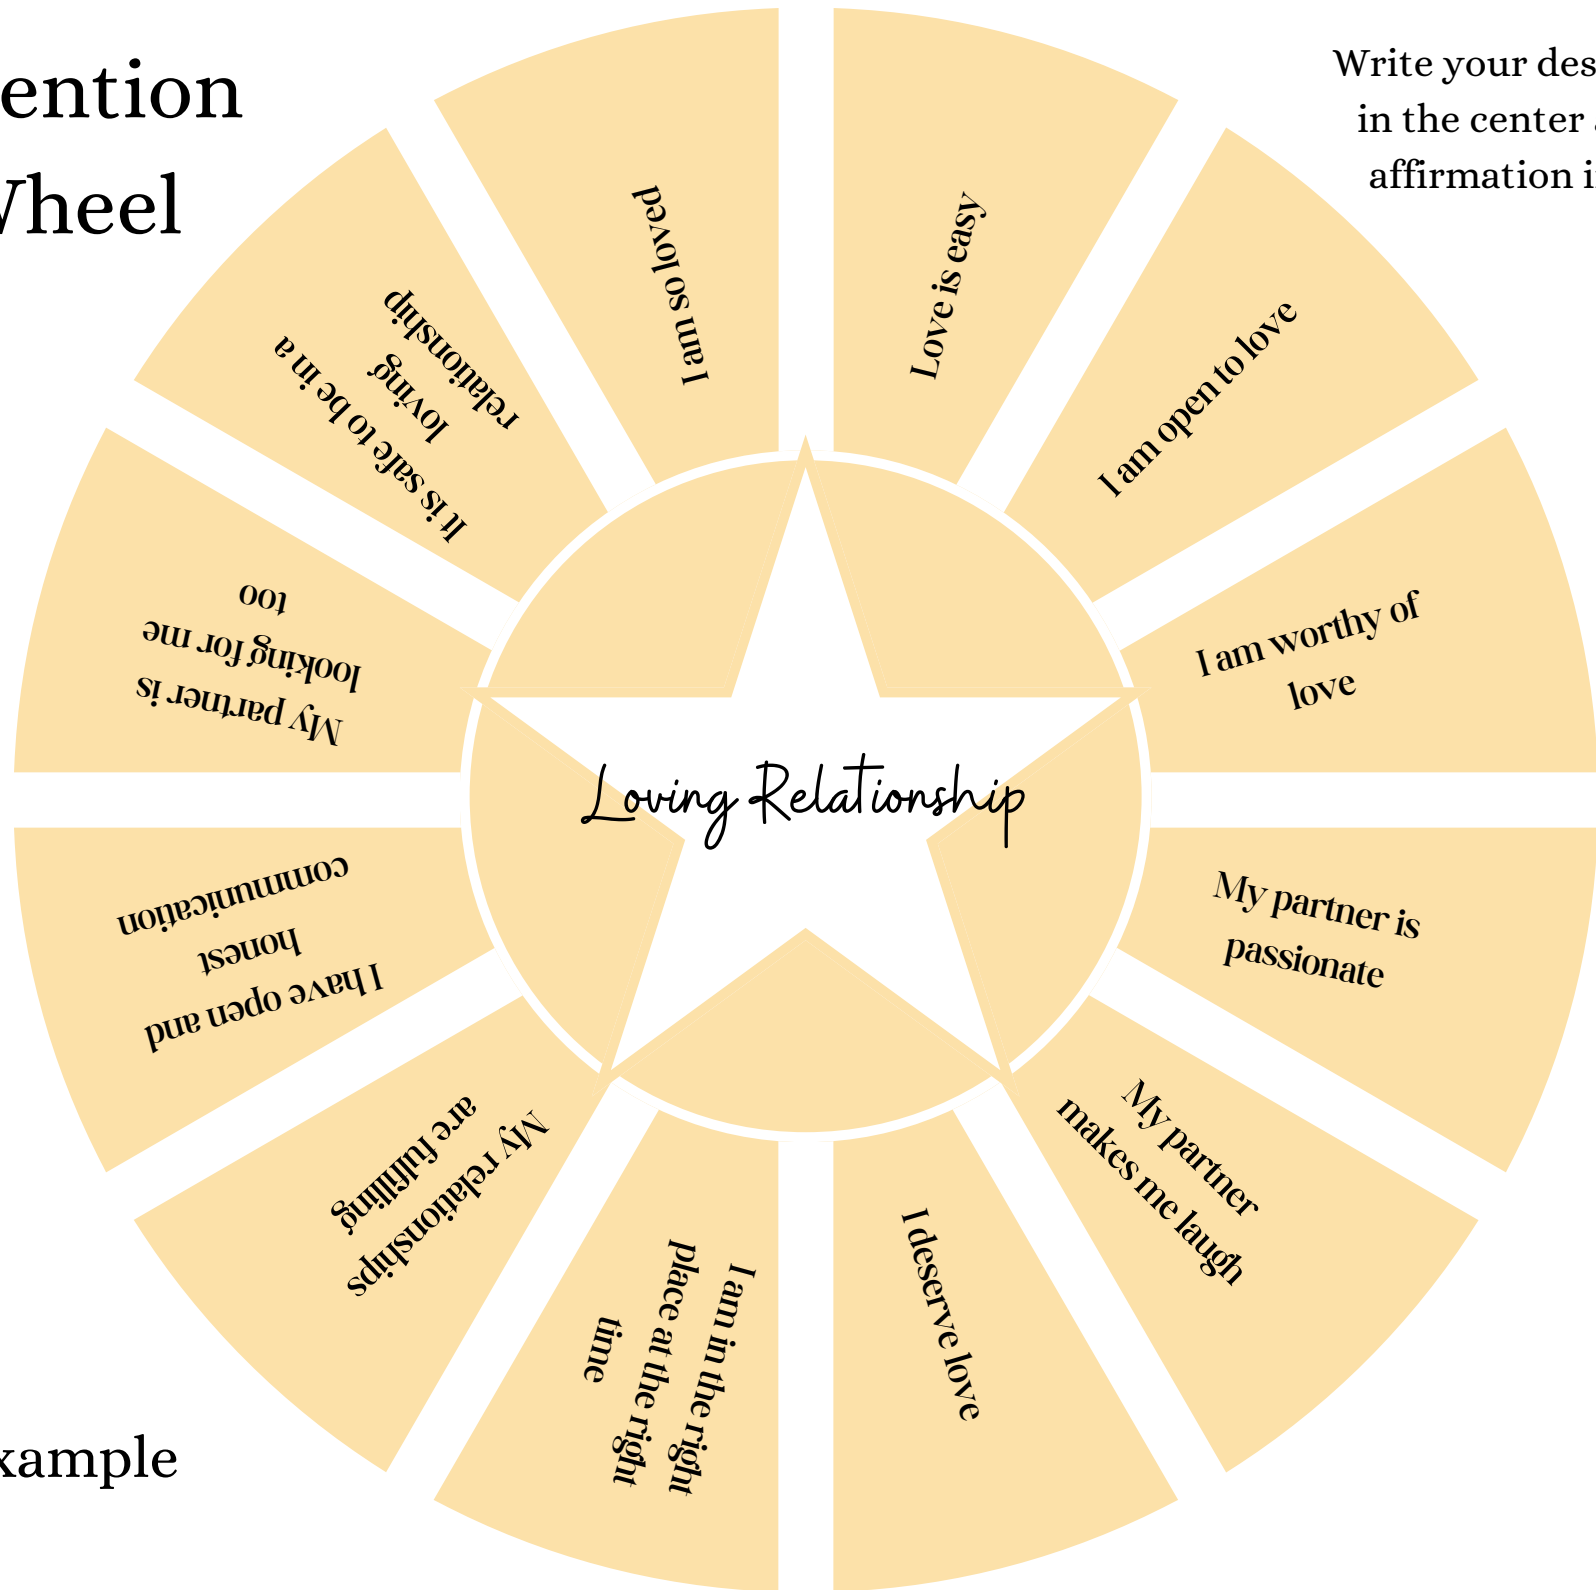 ention
Wheel
Write your des
in the center
affirmation i
Love is easy
I am open to love
I am worthy of
love
My partner is
passionate
My partner
makes me laugh
I deserve love
I am in the right
place at the right
time
My relationships
are fulfilling
I have open and
honest
communication
My partner is
looking for me
too
It is safe to be in a
loving
relationship
I am so loved
Loving Relationship
xample